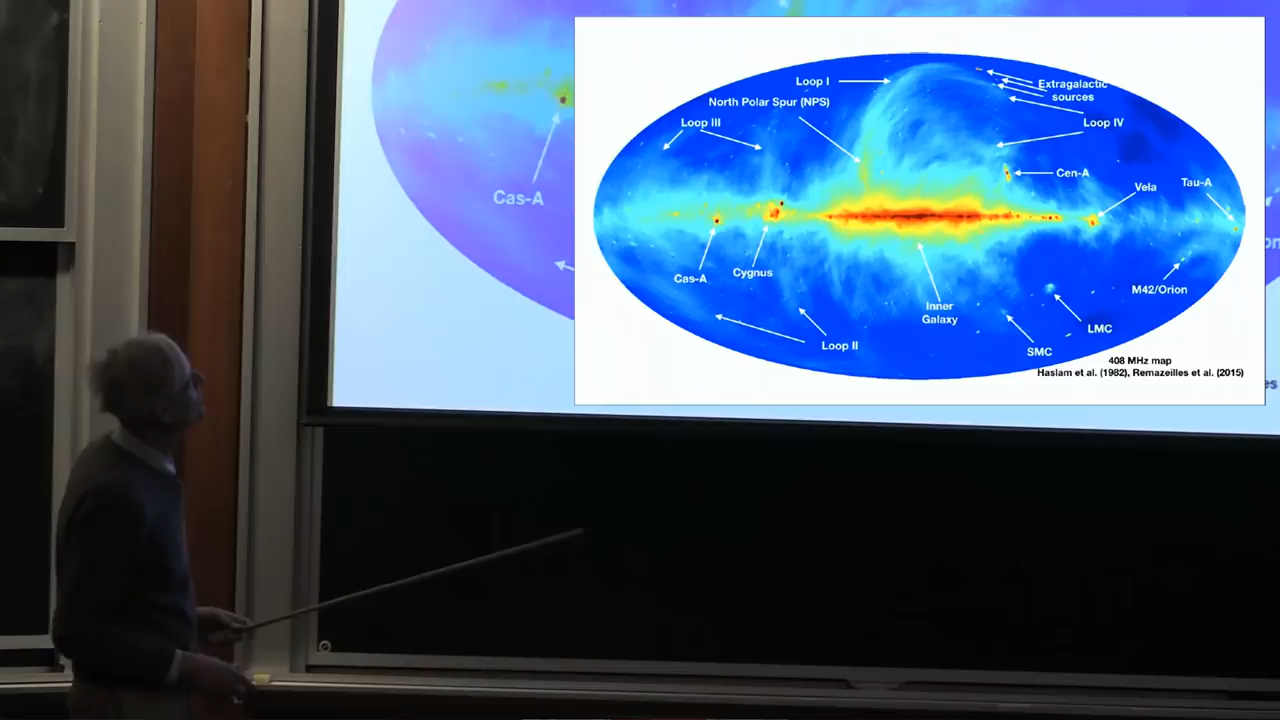 Loop I
Extragalactic
sources
North Polar Spur (NPS)
Loop III
Loop IV
Cen-A
Vela
Tau-A
Cas-A
Cas-A
Cygnus
M42/Orion
Inner
Galaxy
LMC
Loop II
SMC
408 MHz map
Haslam et al. (1982), Remazeilles et al. (2015)